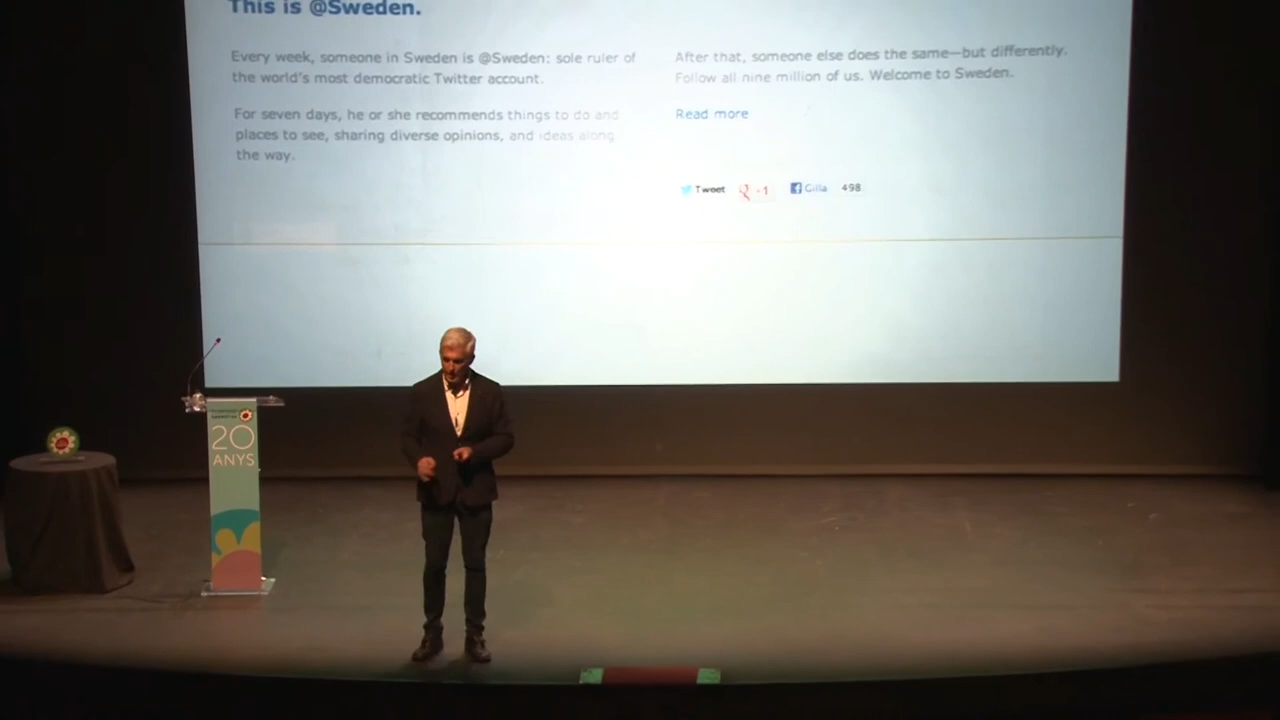 This is @Sweden.
Every week, someone in Sweden is @Sweden: sole ruler of
the world's most democratic Twitter account.
For seven days, he or she recommends things to do and
places to see, sharing diverse opinions, and ideas along
the way.
After that, someone else does the same—but differently.
Follow all nine million of us. Welcome to Sweden.
Read more
Tweet +1 Gilla 498
20
ANYS